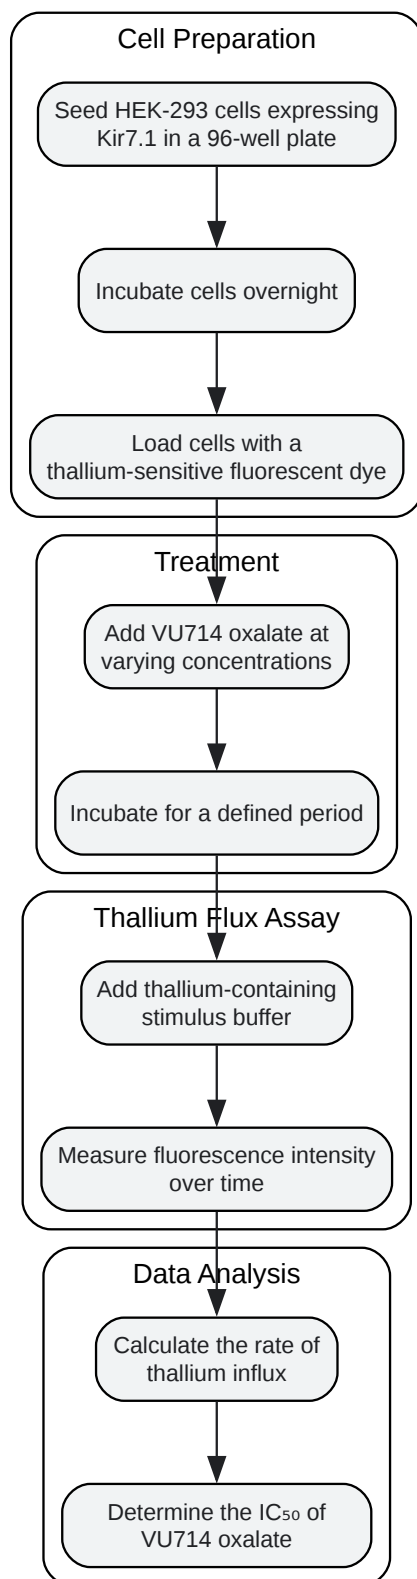 Cell Preparation
Seed HEK-293 cells expressing
Kir7.1 in a 96-well plate
Incubate cells overnight
Load cells with a
thallium-sensitive fluorescent dye
Treatment
Add VU714 oxalate at
varying concentrations
Incubate for a defined period
Thallium Flux Assay
Add thallium-containing
stimulus buffer
Measure fluorescence intensity
over time
Data Analysis
Calculate the rate of
thallium influx
Determine the IC₅₀ of
VU714 oxalate